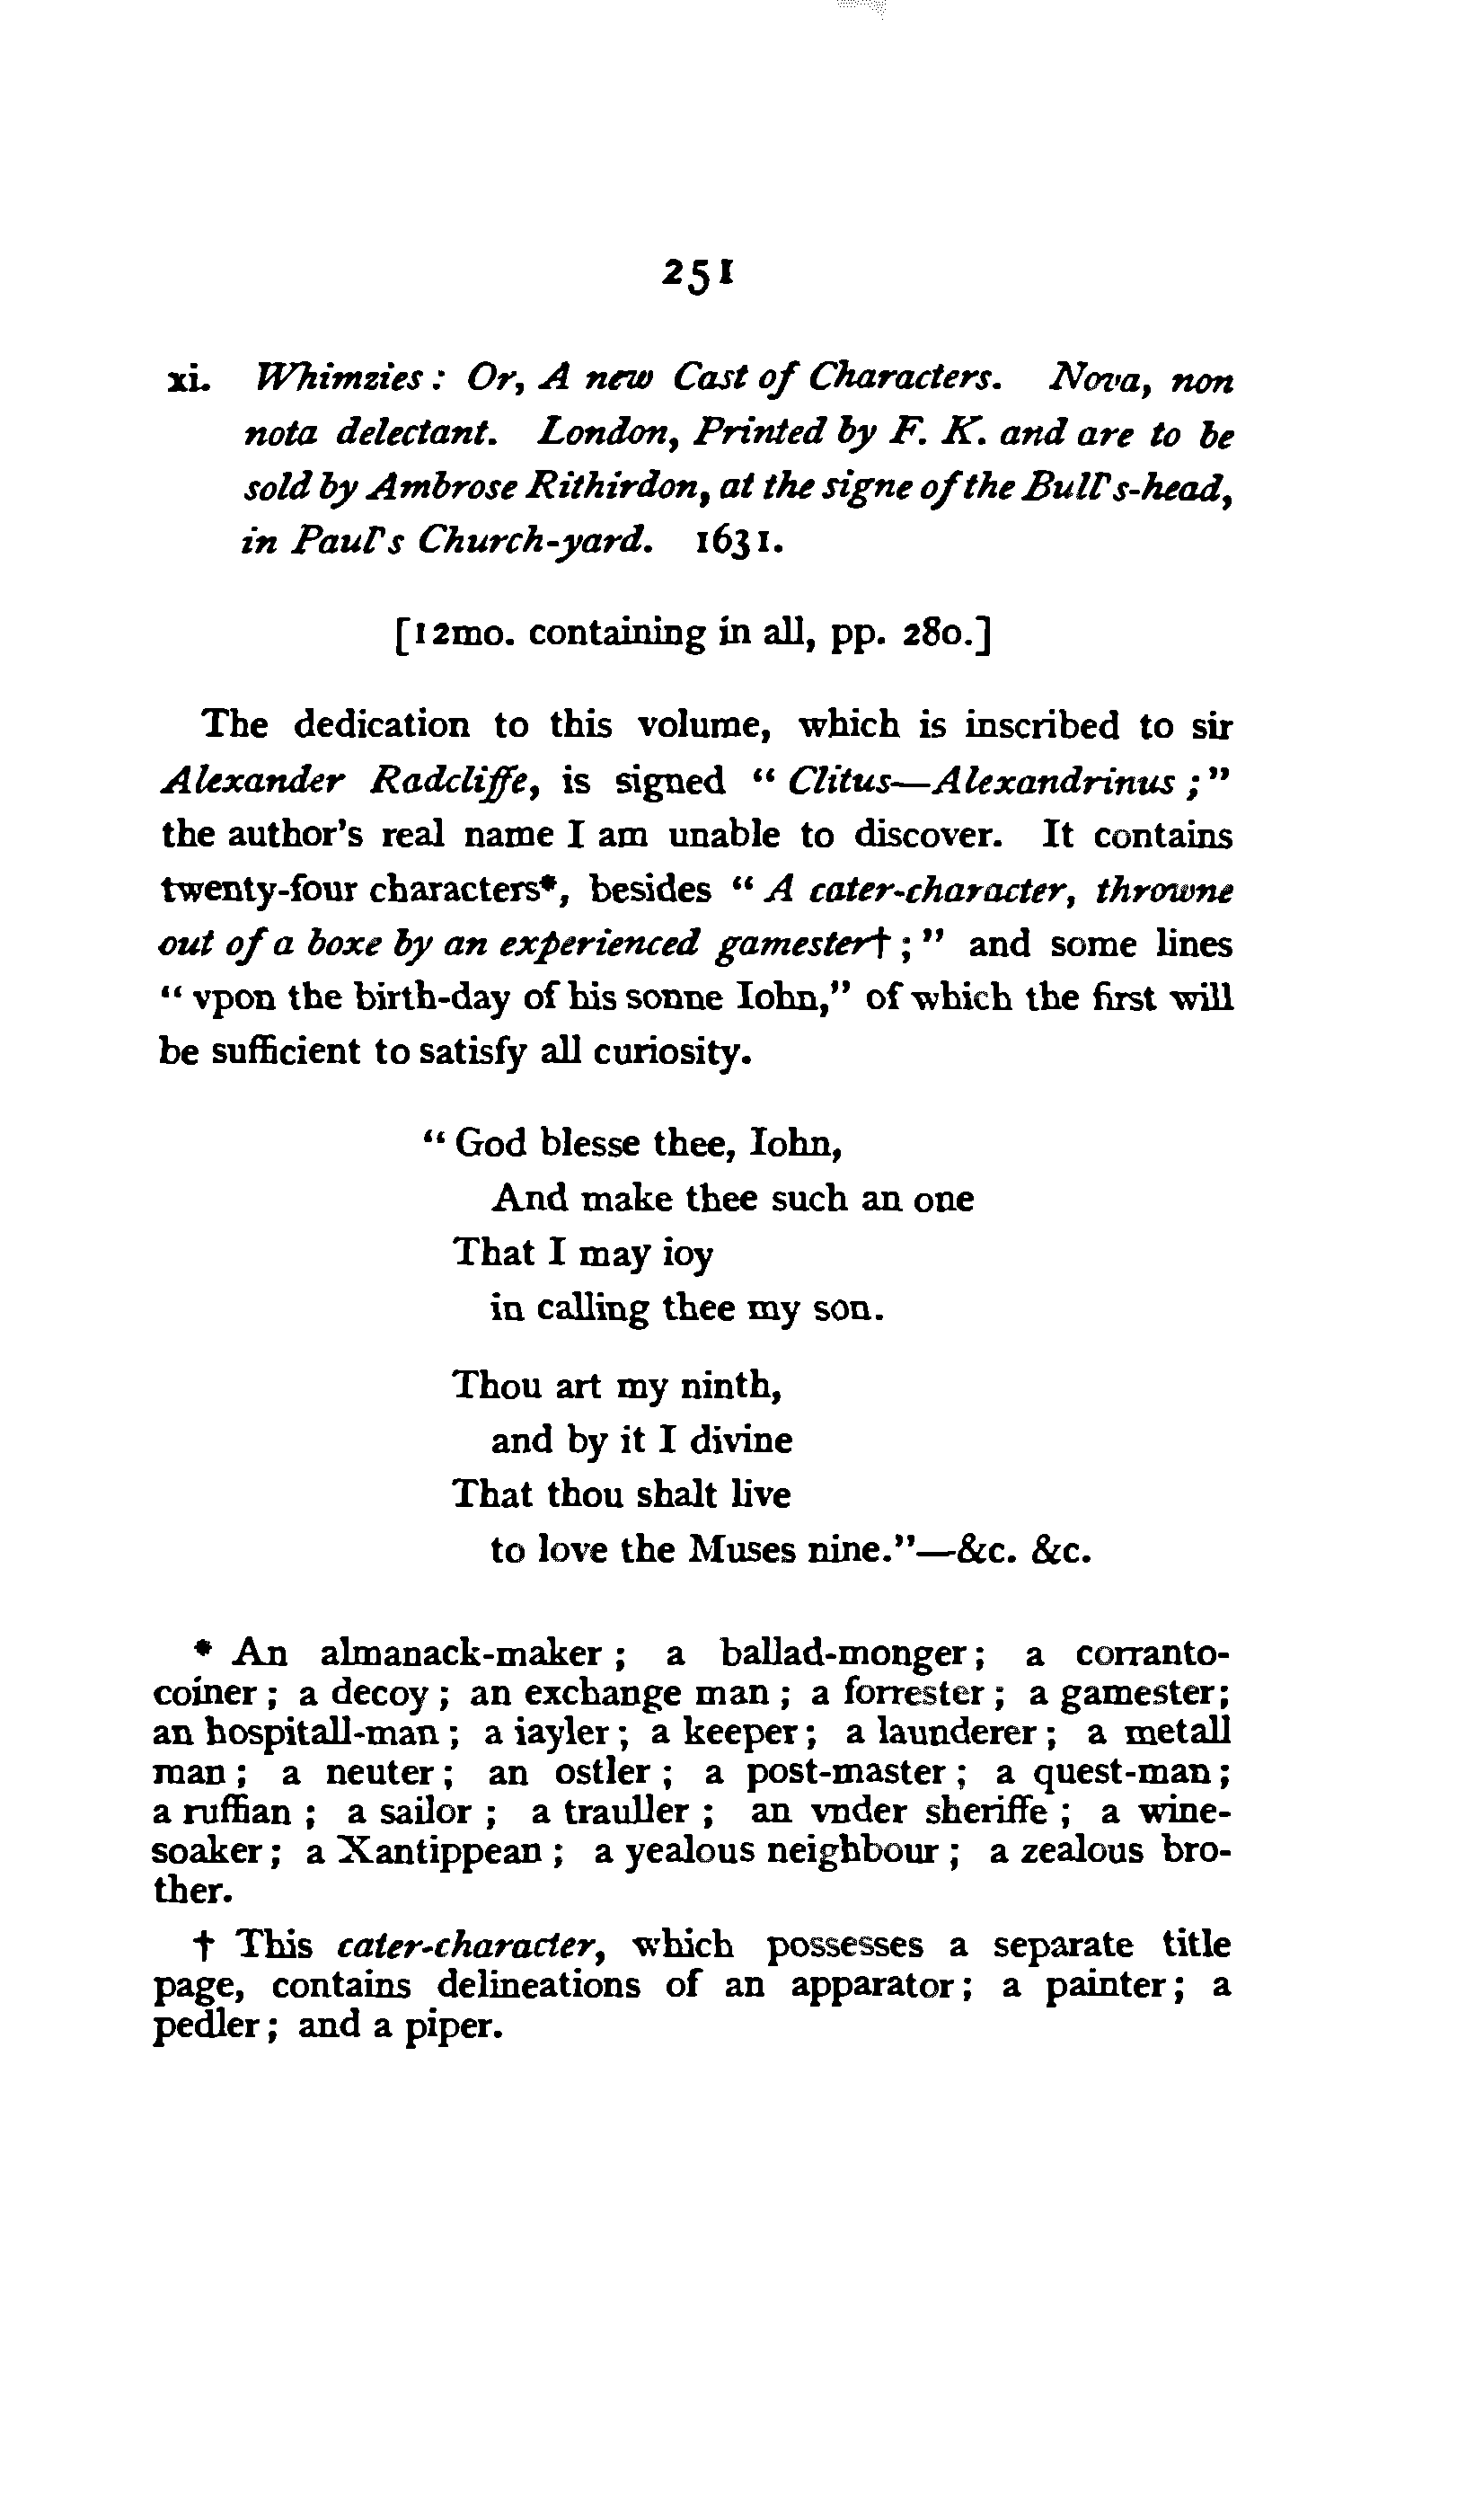 251
xi. Whimzies: Or, A new Cast of Characters. Nova, non
nota delectant. London, Printed by F. K. and are to be
sold by Ambrose Rithirdon, at the signe of the Bull's-head,
in Paul's Church-yard. 1631.
[12mo. containing in all, pp. 280.]
The dedication to this volume, which is inscribed to sir
Alexander Radcliffe, is signed "Clitus—Alexandrinus;"
the author's real name I am unable to discover. It contains
twenty-four characters*, besides "A cater-character, throwne
out of a boxe by an experienced gamester†;" and some lines
"vpon the birth-day of his sonne Iohn," of which the first will
be sufficient to satisfy all curiosity.
"God blesse thee, Iohn,
And make thee such an one
That I may ioy
in calling thee my son.
Thou art my ninth,
and by it I divine
That thou shalt live
to love the Muses nine."—&c. &c.
* An almanack-maker; a ballad-monger; a corranto-
coiner; a decoy; an exchange man; a forrester; a gamester;
an hospitall-man; a iayler; a keeper; a launderer; a metall
man; a neuter; an ostler; a post-master; a quest-man;
a ruffian; a sailor; a trauller; an vnder sheriffe; a wine-
soaker; a Xantippean; a yealous neighbour; a zealous bro-
ther.
† This cater-character, which possesses a separate title
page, contains delineations of an apparator; a painter; a
pedler; and a piper.